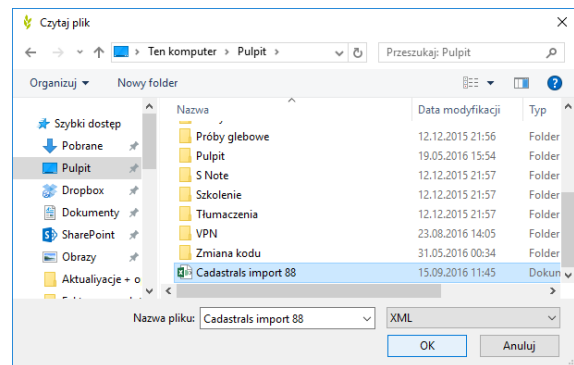 Czytaj plik
Ten komputer > Pulpit >
Przeszukaj: Pulpit
Organizuj
Nowy folder
Szybki dostęp
Pobrane
Pulpit
Dropbox
Dokumenty
SharePoint
Obrazy
Aktualiyacje + o
Nazwa Data modyfikacji Typ
Próby glebowe 12.12.2015 21:56 Folder
Pulpit 19.05.2016 15:54 Folder
S Note 12.12.2015 21:57 Folder
Szkolenie 12.12.2015 21:57 Folder
Tłumaczenia 12.12.2015 21:57 Folder
VPN 23.08.2016 14:05 Folder
Zmiana kodu 31.05.2016 00:34 Folder
Cadastrals import 88 15.09.2016 11:45 Dokun
Nazwa pliku: Cadastrals import 88 XML
OK Anuluj